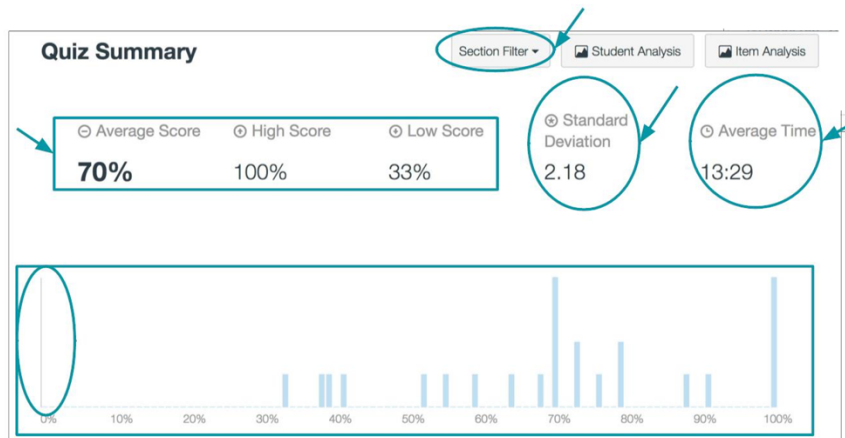 Quiz Summary
Section Filter
Student Analysis
Item Analysis
Average Score
High Score
Low Score
Standard
Deviation
Average Time
70%
100%
33%
2.18
13:29
0% 10% 20% 30% 40% 50% 60% 70% 80% 90% 100%